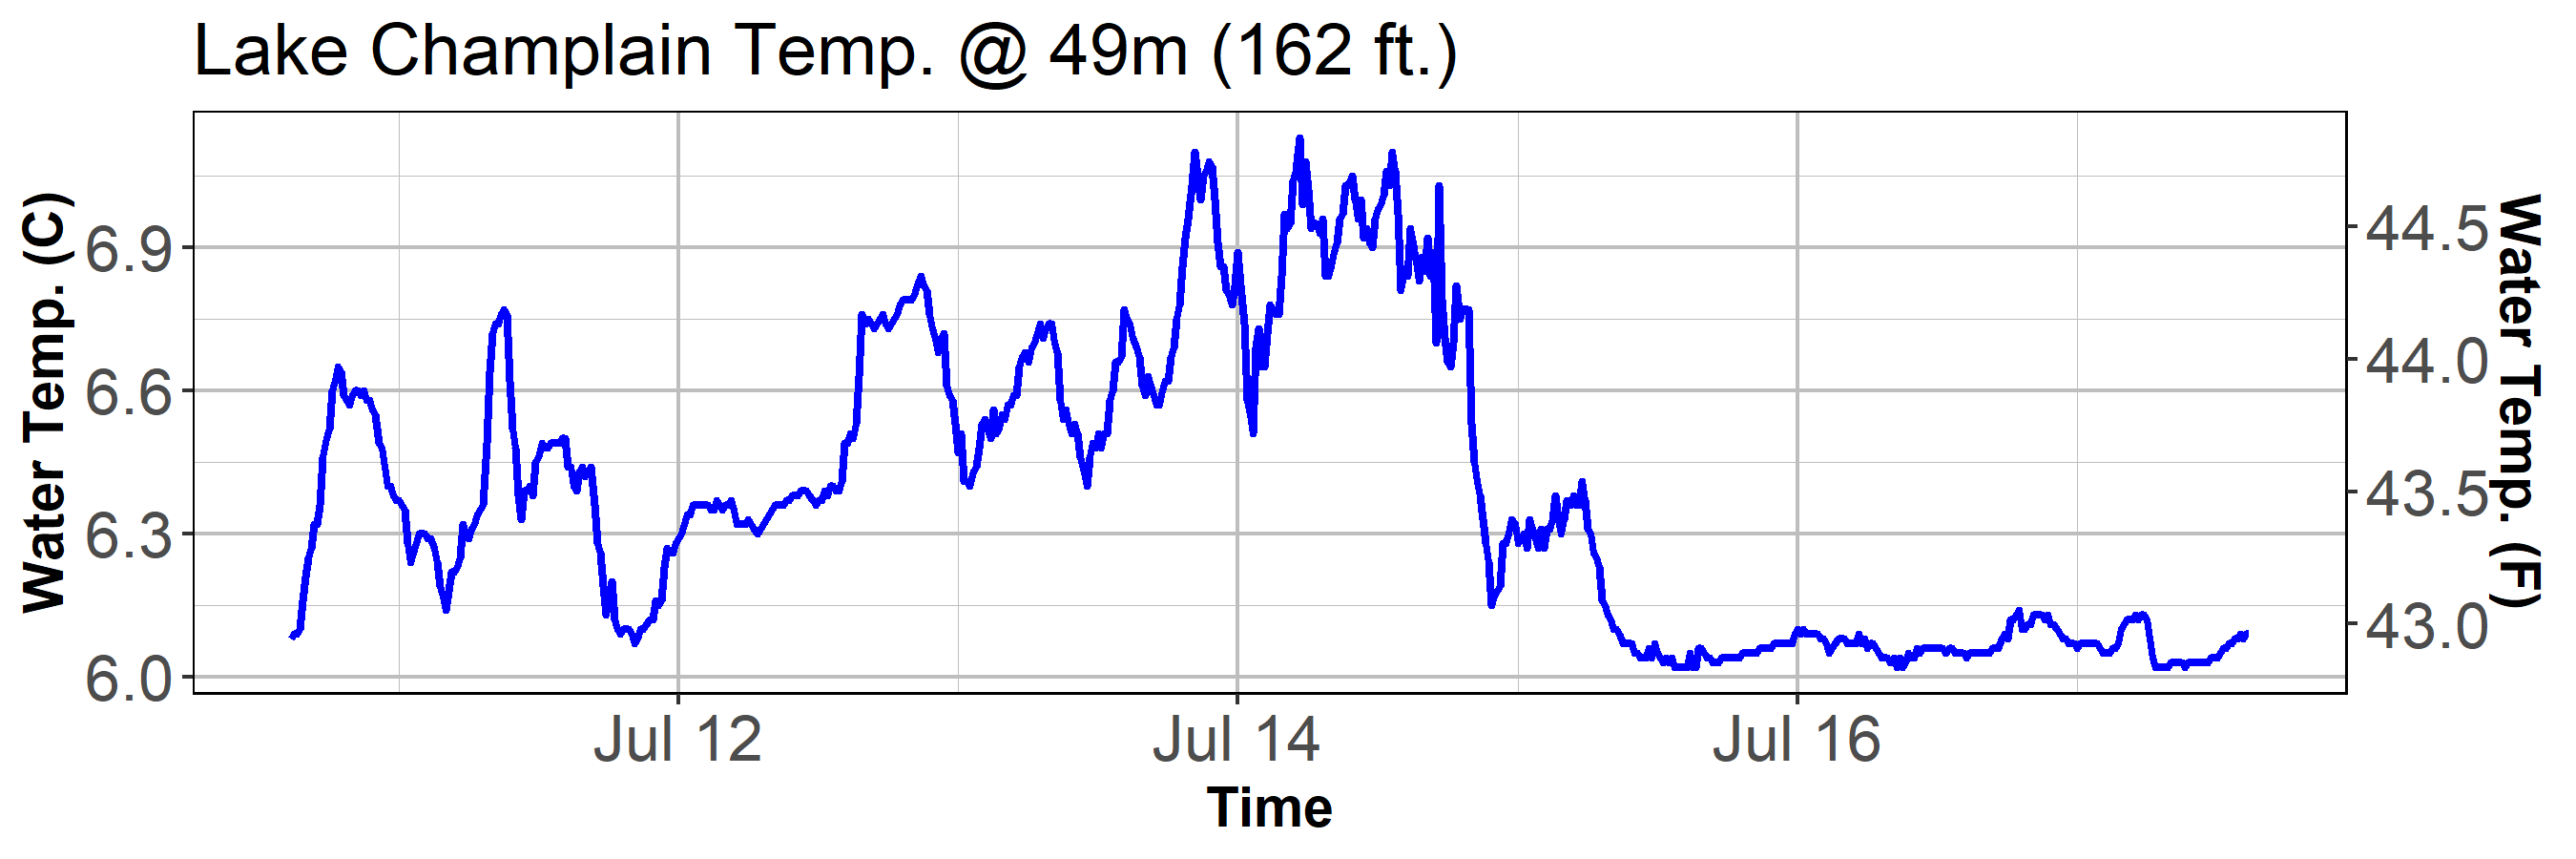 Lake Champlain Temp. @ 49m (162 ft.)
Water Temp. (C)
6.9
6.6
6.3
6.0
44.5
44.0
43.5
43.0
Water Temp. (F)
Jul 12
Jul 14
Jul 16
Time